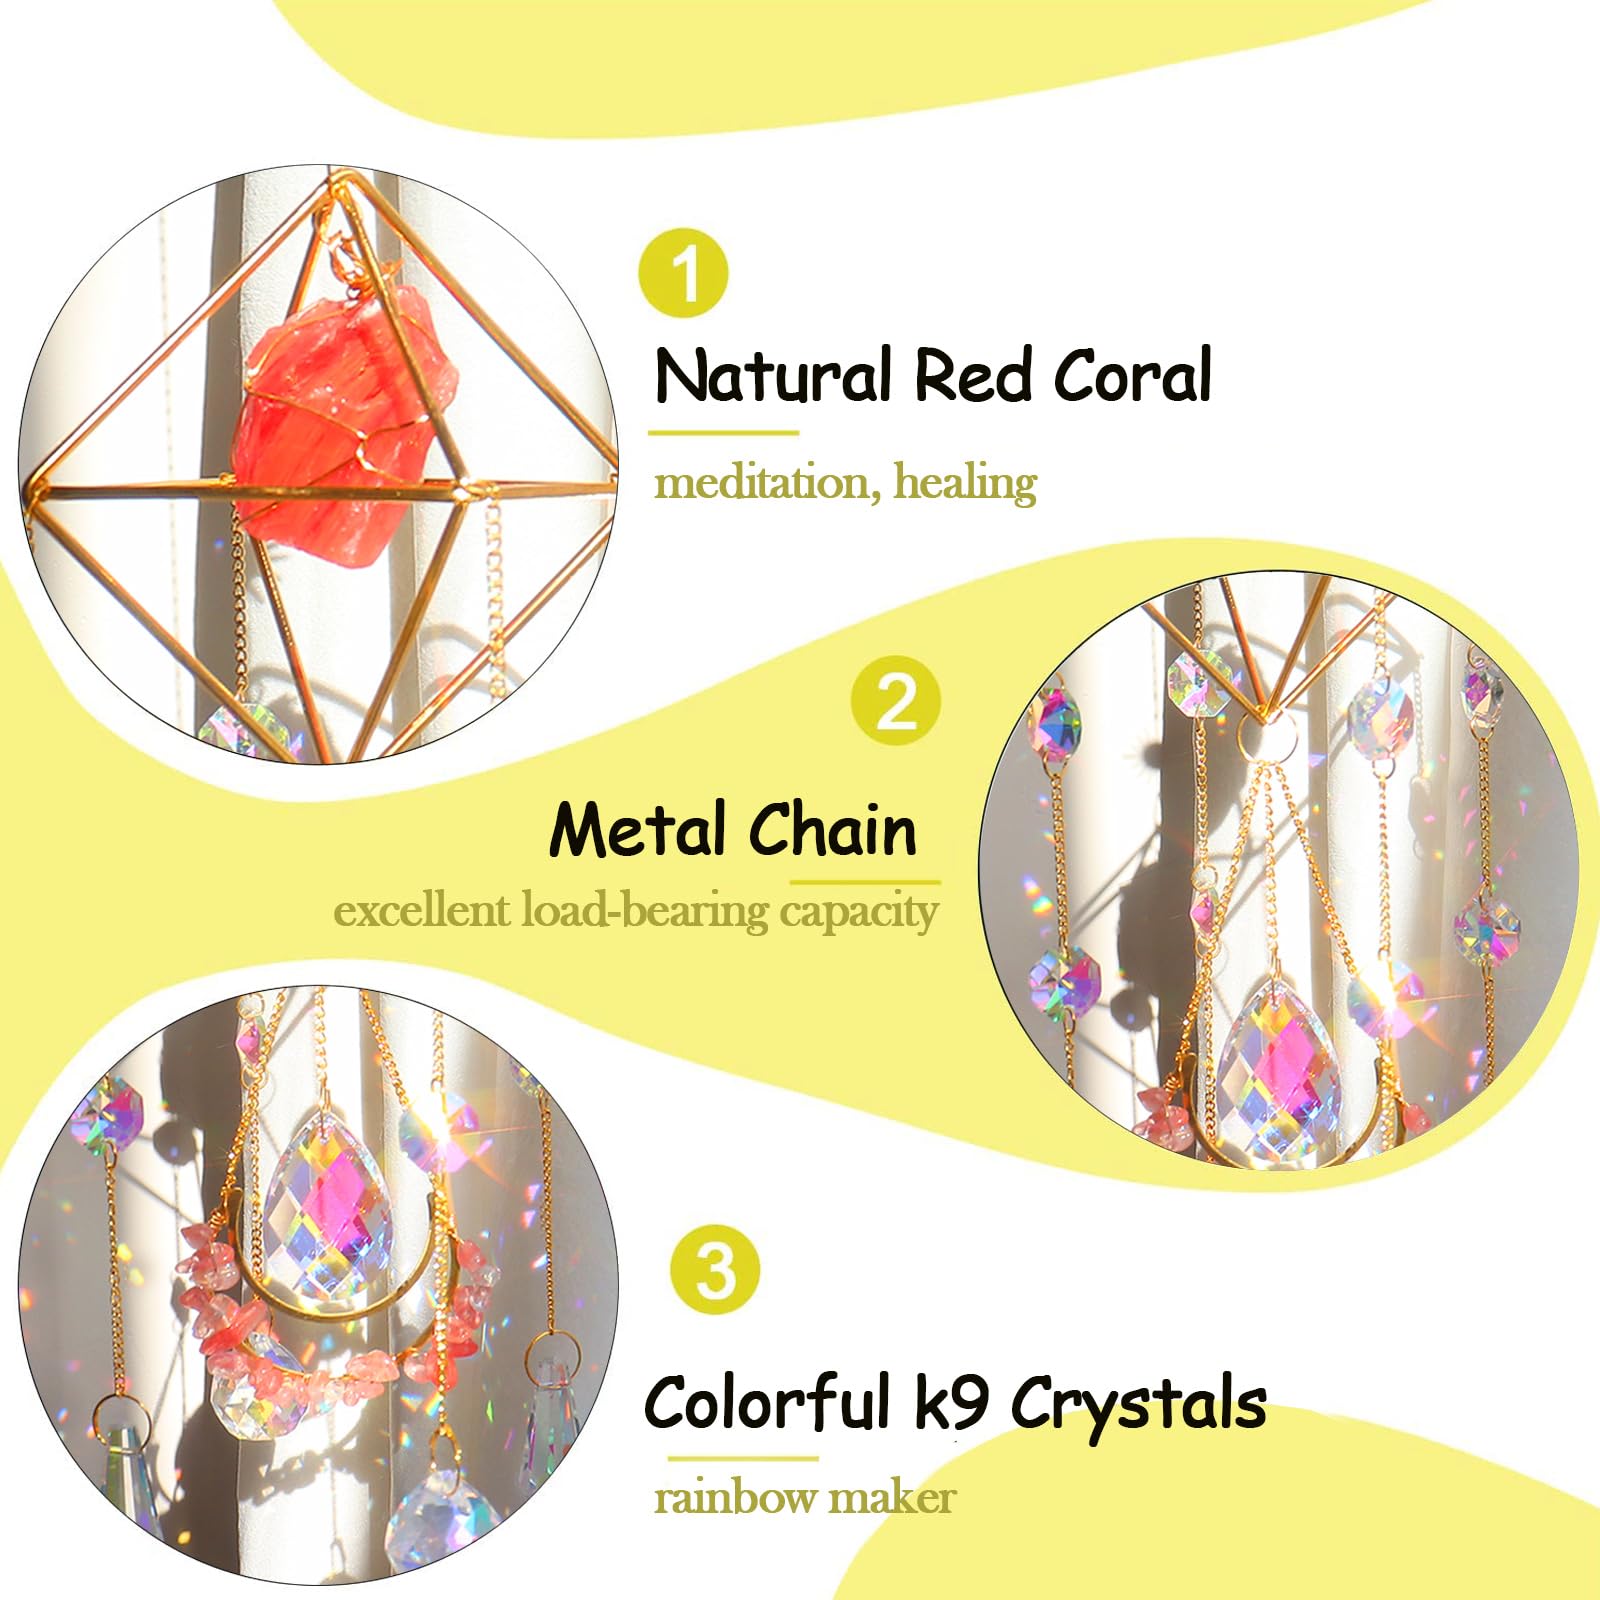 1
Natural Red Coral
meditation, healing
2
Metal Chain
excellent load-bearing capacity
3
Colorful k9 Crystals
rainbow maker